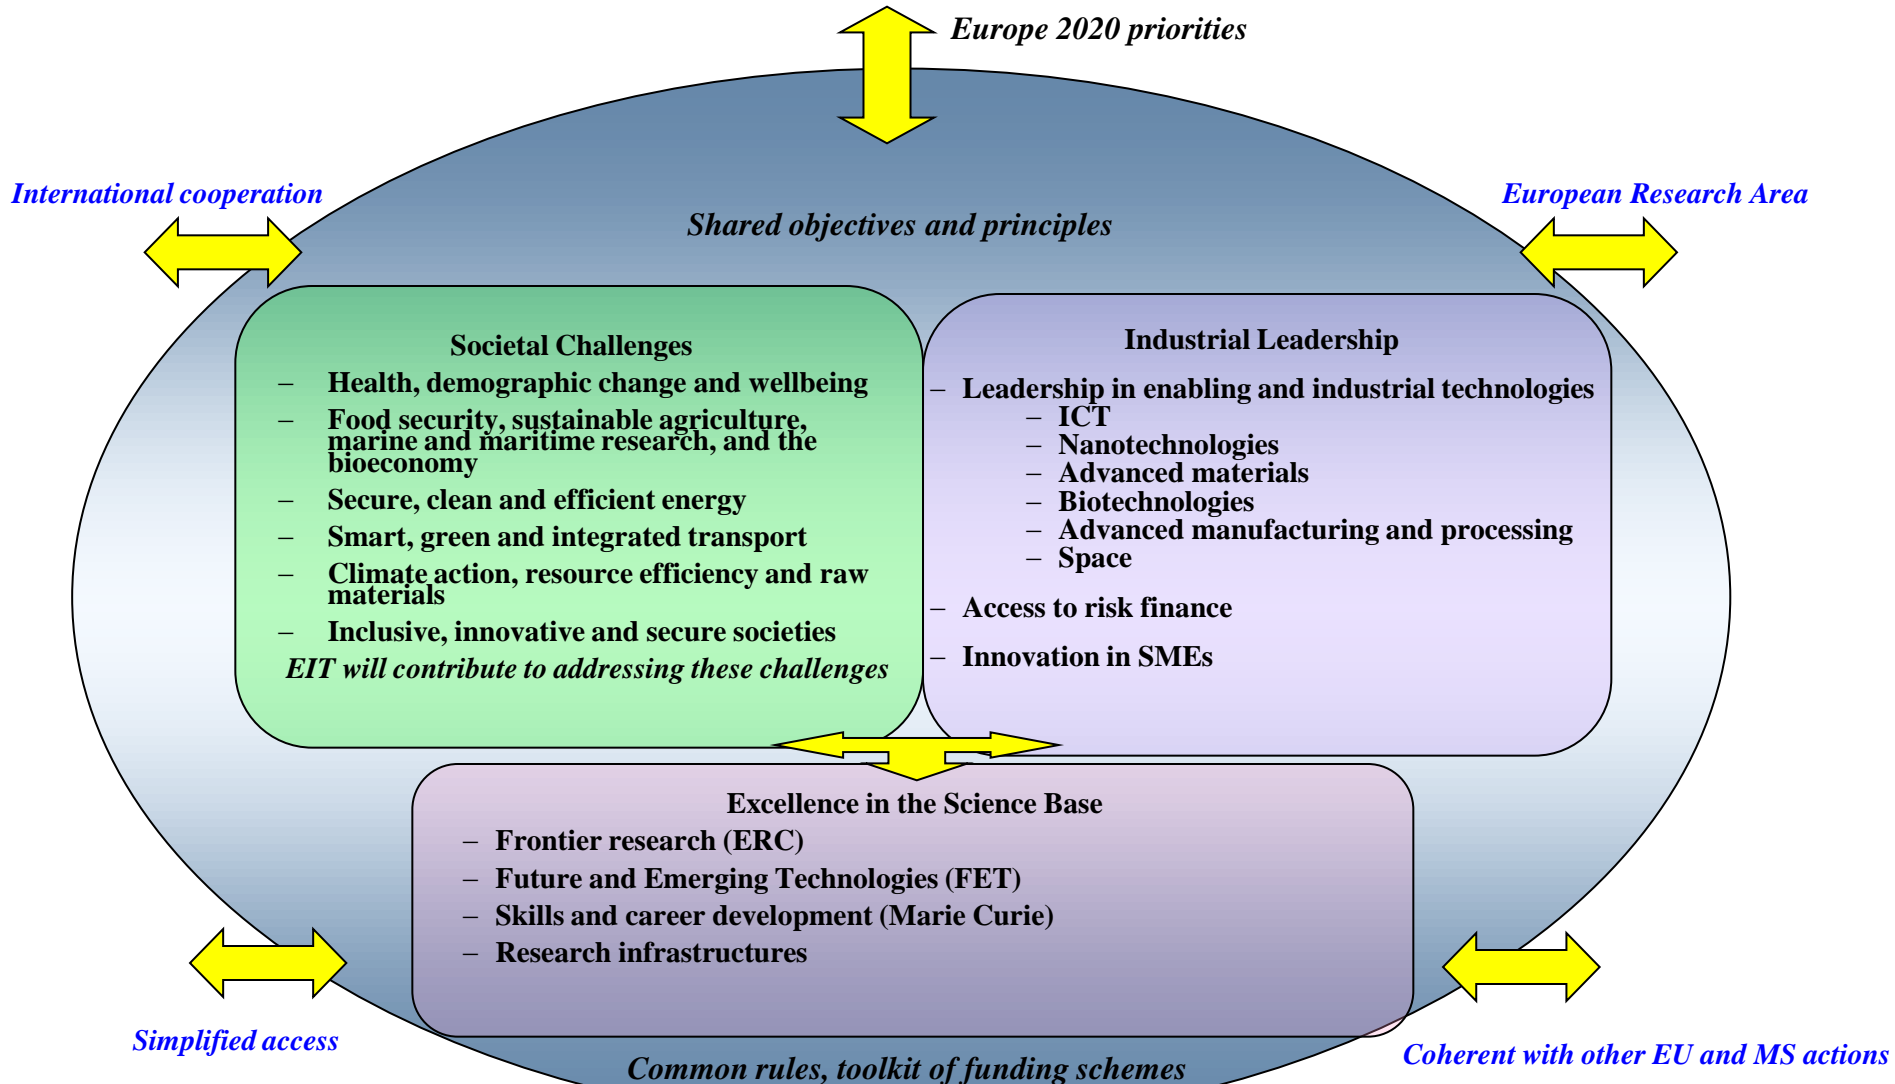 Europe 2020 priorities
International cooperation
European Research Area
Shared objectives and principles
Societal Challenges
– Health, demographic change and wellbeing
– Food security, sustainable agriculture,
marine and maritime research, and the
bioeconomy
– Secure, clean and efficient energy
– Smart, green and integrated transport
– Climate action, resource efficiency and raw
materials
– Inclusive, innovative and secure societies
EIT will contribute to addressing these challenges
Industrial Leadership
– Leadership in enabling and industrial technologies
– ICT
– Nanotechnologies
– Advanced materials
– Biotechnologies
– Advanced manufacturing and processing
– Space
– Access to risk finance
– Innovation in SMEs
Excellence in the Science Base
– Frontier research (ERC)
– Future and Emerging Technologies (FET)
– Skills and career development (Marie Curie)
– Research infrastructures
Simplified access
Coherent with other EU and MS actions
Common rules, toolkit of funding schemes